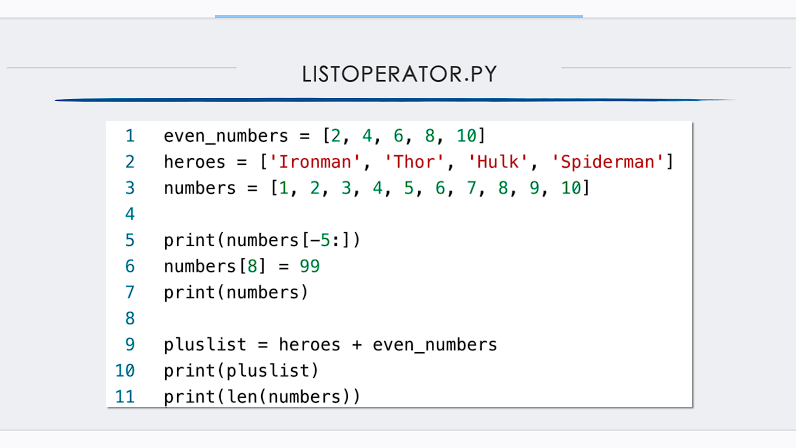 LISTOPERATOR.PY
1 even_numbers = [2, 4, 6, 8, 10]
2 heroes = ['Ironman', 'Thor', 'Hulk', 'Spiderman']
3 numbers = [1, 2, 3, 4, 5, 6, 7, 8, 9, 10]
4
5 print(numbers[-5:])
6 numbers[8] = 99
7 print(numbers)
8
9 pluslist = heroes + even_numbers
10 print(pluslist)
11 print(len(numbers))